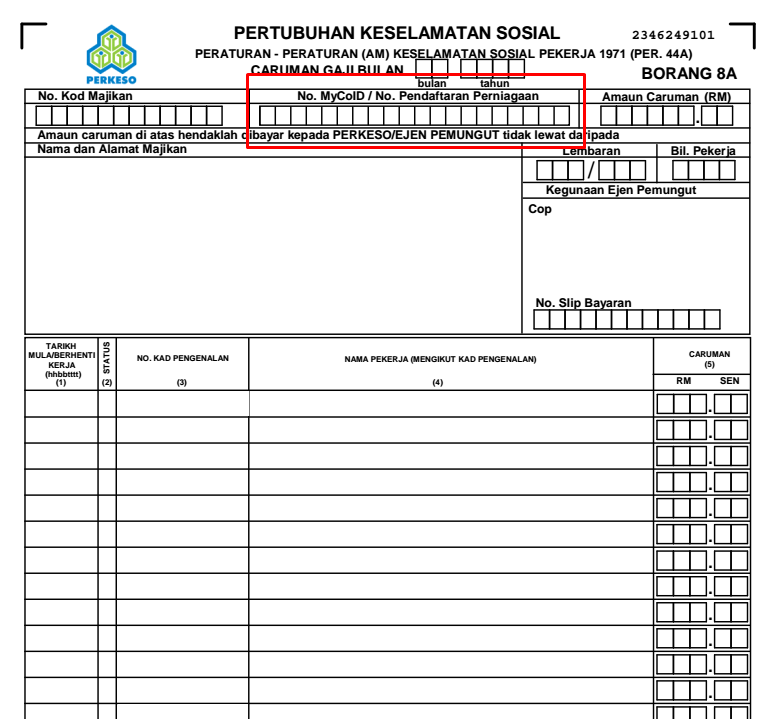 PERTUBUHAN KESELAMATAN SOSIAL
2346249101
PERATURAN - PERATURAN (AM) KESELAMATAN SOSIAL PEKERJA 1971 (PER. 44A)
PERKESO
CARUMAN GAJI BULAN
bulan tahun
BORANG 8A
No. Kod Majikan
No. MyCoID / No. Pendaftaran Perniagaan
Amaun Caruman (RM)
.
Amaun caruman di atas hendaklah dibayar kepada PERKESO/EJEN PEMUNGUT tidak lewat daripada
Nama dan Alamat Majikan
Lembaran
Bil. Pekerja
/
Kegunaan Ejen Pemungut
Cop
No. Slip Bayaran
TARIKH
MULA/BERHENTI
KERJA
(hhbbtttt)
(1)
STATUS
(2)
NO. KAD PENGENALAN
(3)
NAMA PEKERJA (MENGIKUT KAD PENGENALAN)
(4)
CARUMAN
(5)
RM SEN